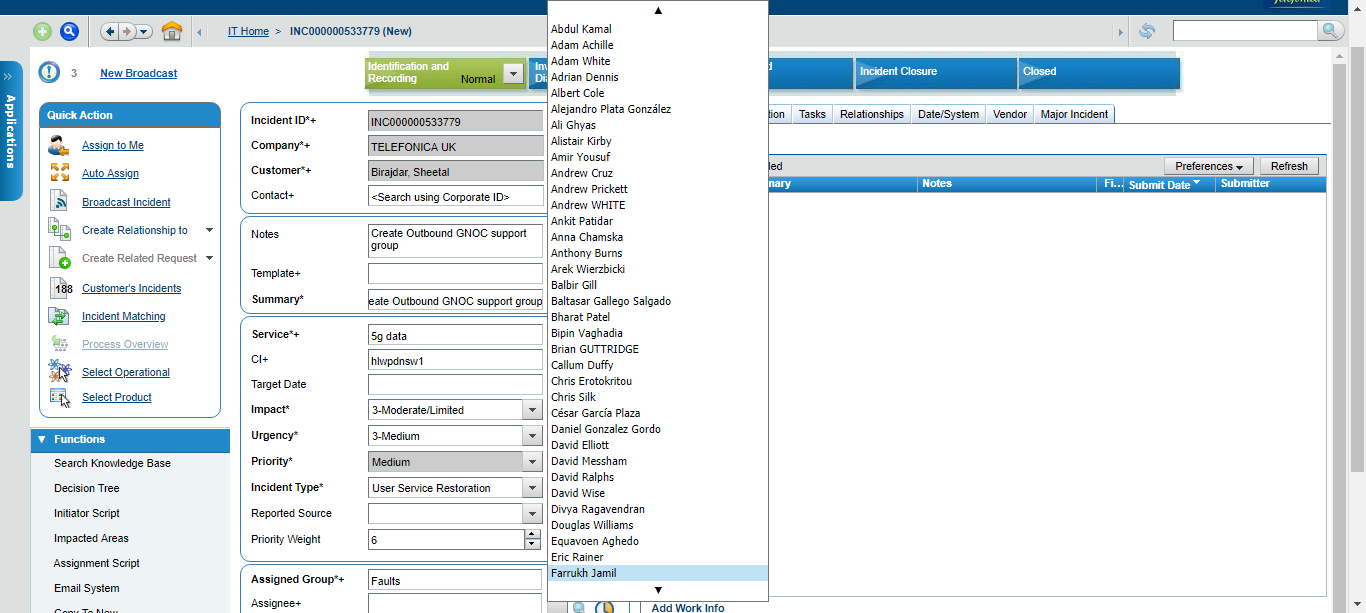 Telefónica
IT Home > INC000000533779 (New)
3 New Broadcast
Identification and Recording
Normal
Incident Closure
Closed
Applications
Quick Action
Assign to Me
Auto Assign
Broadcast Incident
Create Relationship to
Create Related Request
188 Customer's Incidents
Incident Matching
Process Overview
Select Operational
Select Product
Functions
Search Knowledge Base
Decision Tree
Initiator Script
Impacted Areas
Assignment Script
Email System
Copy To New
Incident ID*+ INC000000533779
Company*+ TELEFONICA UK
Customer*+ Birajdar, Sheetal
Contact+ <Search using Corporate ID>
Notes Create Outbound GNOC support group
Template+
Summary* eate Outbound GNOC support group
Service*+ 5g data
CI+ hlwpdnsw1
Target Date
Impact* 3-Moderate/Limited
Urgency* 3-Medium
Priority* Medium
Incident Type* User Service Restoration
Reported Source
Priority Weight 6
Assigned Group*+ Faults
Assignee+
Abdul Kamal
Adam Achille
Adam White
Adrian Dennis
Albert Cole
Alejandro Plata González
Ali Ghyas
Alistair Kirby
Amir Yousuf
Andrew Cruz
Andrew Prickett
Andrew WHITE
Ankit Patidar
Anna Chamska
Anthony Burns
Arek Wierzbicki
Balbir Gill
Baltasar Gallego Salgado
Bharat Patel
Bipin Vaghadia
Brian GUTTRIDGE
Callum Duffy
Chris Erotokritou
Chris Silk
César García Plaza
Daniel Gonzalez Gordo
David Elliott
David Messham
David Ralphs
David Wise
Divya Ragavendran
Douglas Williams
Equavoen Aghedo
Eric Rainer
Farrukh Jamil
Tasks Relationships Date/System Vendor Major Incident
Preferences Refresh
Notes Fi... Submit Date Submitter
Add Work Info